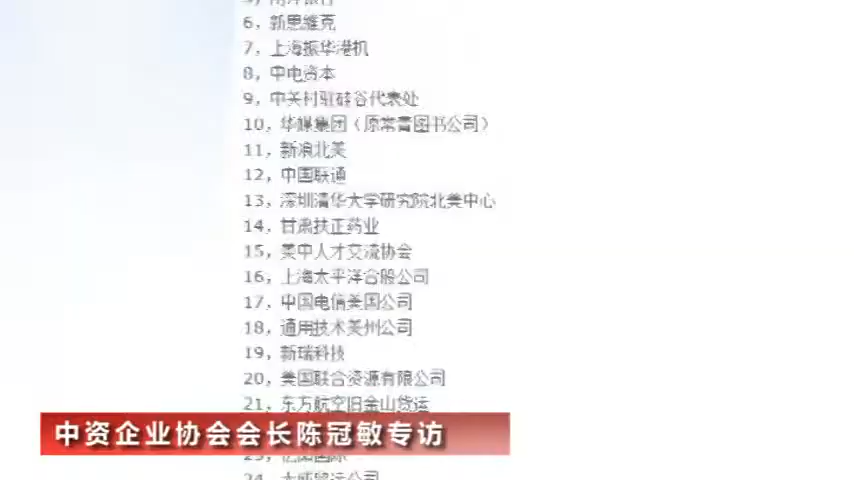 6，新思维克
7，上海振华港机
8，中电资本
9，中关村驻硅谷代表处
10，华媒集团（原常青图书公司）
11，新浪北美
12，中国联通
13，深圳清华大学研究院北美中心
14，甘肃扶正药业
15，美中人才交流协会
16，上海太平洋合股公司
17，中国电信美国公司
18，通用技术美洲公司
19，新瑞科技
20，美国联合资源有限公司
21，东方航空旧金山货运
中资企业协会会长陈冠敏专访